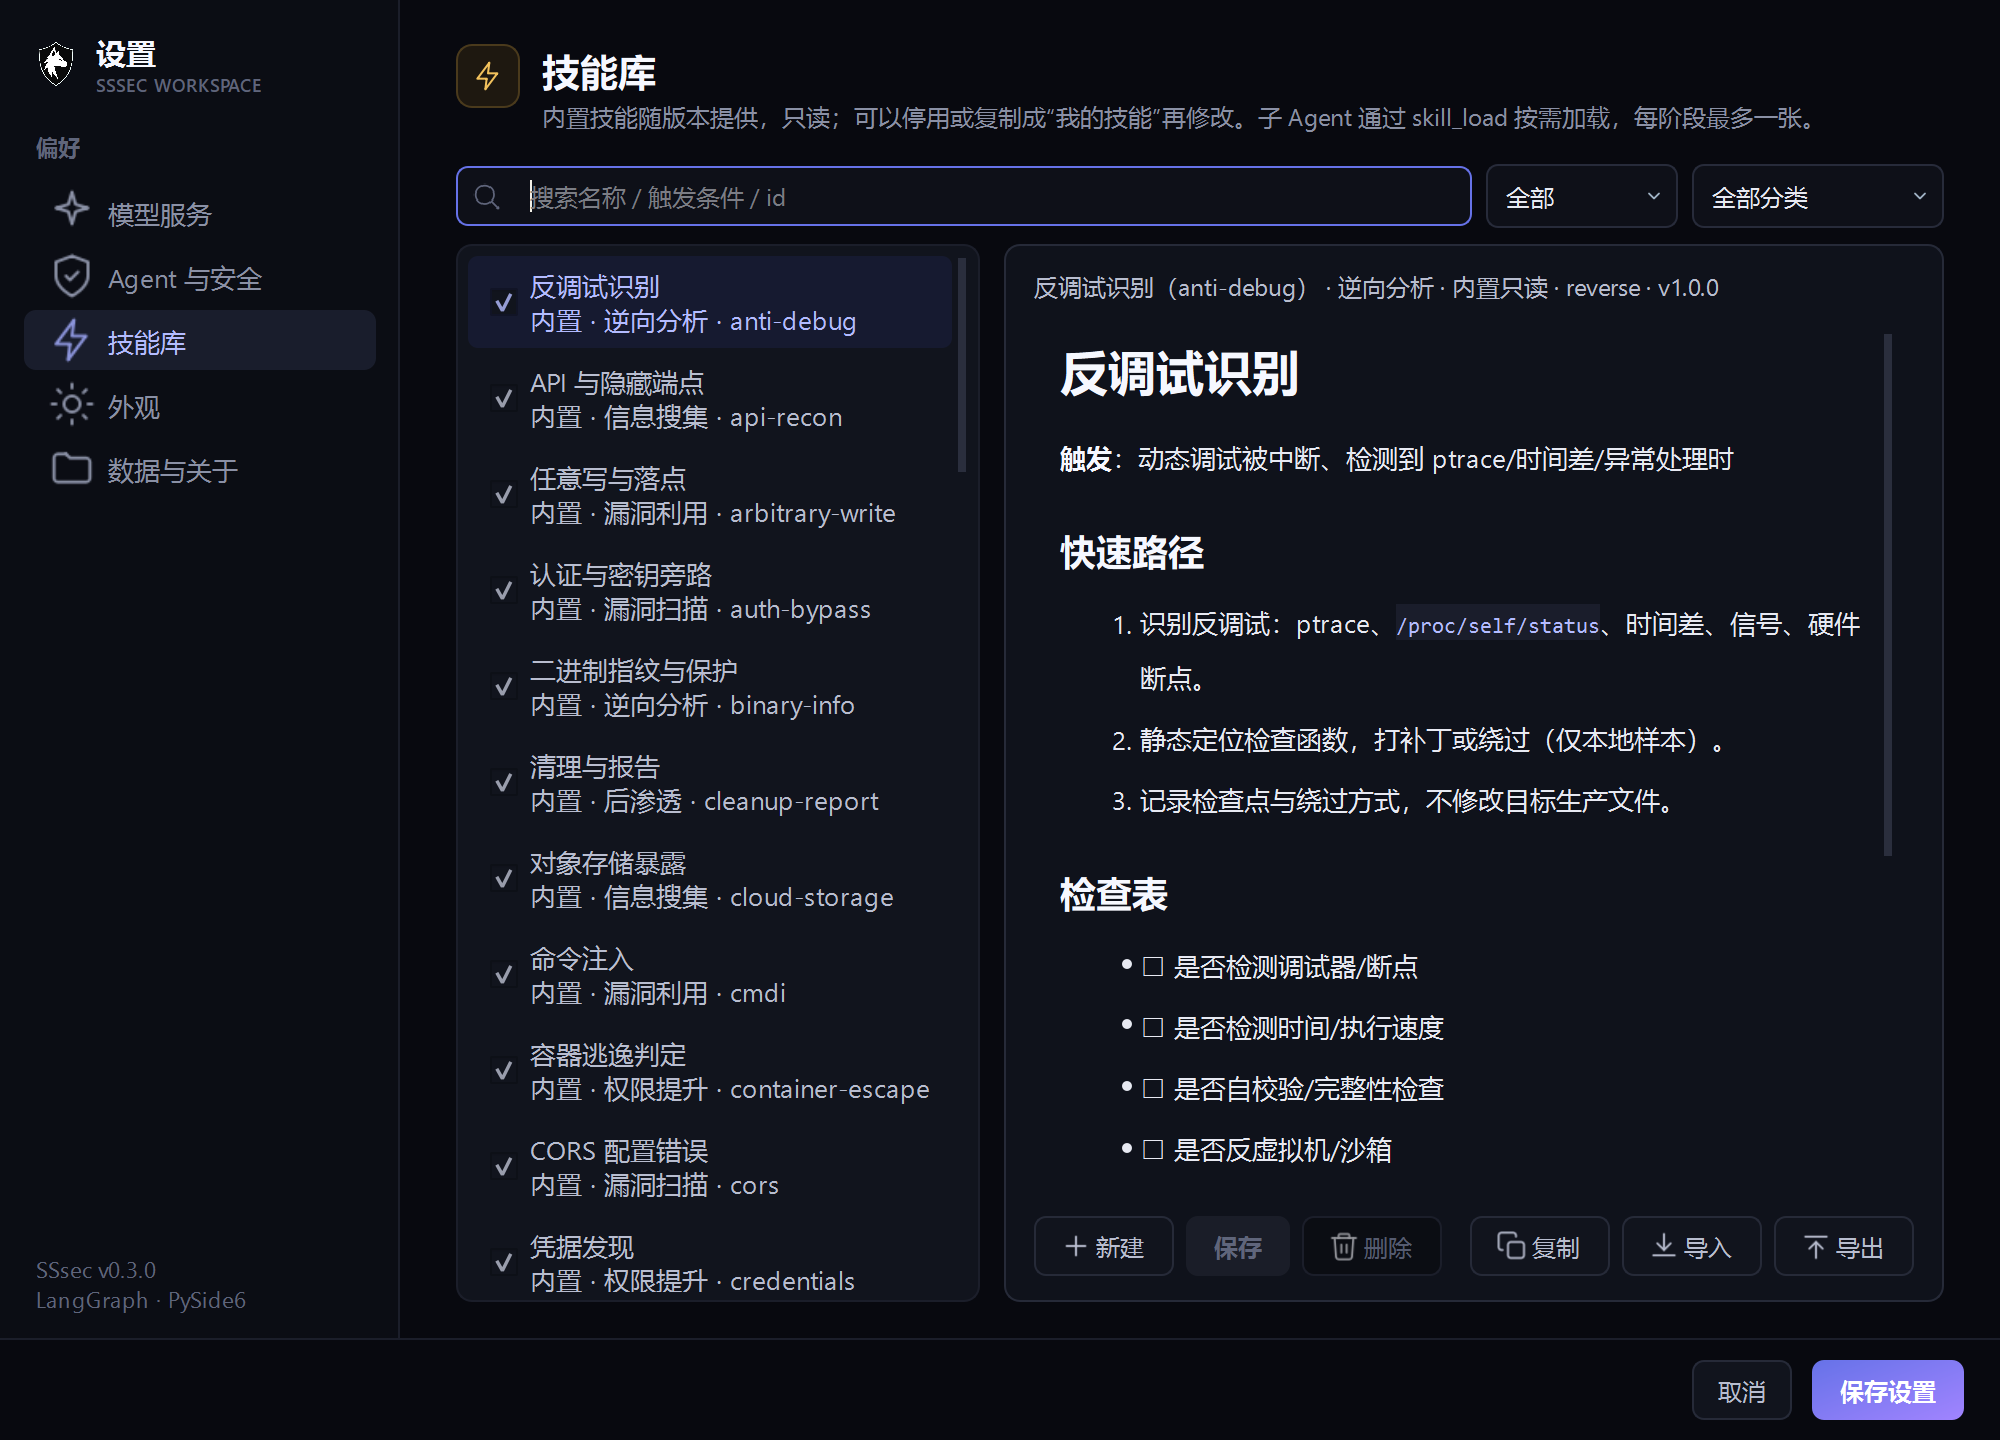 设置
SSSEC WORKSPACE
偏好
模型服务
Agent 与安全
技能库
外观
数据与关于
SSsec v0.3.0
LangGraph · PySide6
技能库
内置技能随版本提供，只读；可以停用或复制成“我的技能”再修改。子 Agent 通过 skill_load 按需加载，每阶段最多一张。
搜索名称 / 触发条件 / id
全部
全部分类
反调试识别
内置 · 逆向分析 · anti-debug
API 与隐藏端点
内置 · 信息搜集 · api-recon
任意写与落点
内置 · 漏洞利用 · arbitrary-write
认证与密钥旁路
内置 · 漏洞扫描 · auth-bypass
二进制指纹与保护
内置 · 逆向分析 · binary-info
清理与报告
内置 · 后渗透 · cleanup-report
对象存储暴露
内置 · 信息搜集 · cloud-storage
命令注入
内置 · 漏洞利用 · cmdi
容器逃逸判定
内置 · 权限提升 · container-escape
CORS 配置错误
内置 · 漏洞扫描 · cors
凭据发现
内置 · 权限提升 · credentials
反调试识别（anti-debug） · 逆向分析 · 内置只读 · reverse · v1.0.0
反调试识别
触发：动态调试被中断、检测到 ptrace/时间差/异常处理时
快速路径
1. 识别反调试：ptrace、/proc/self/status、时间差、信号、硬件
断点。
2. 静态定位检查函数，打补丁或绕过（仅本地样本）。
3. 记录检查点与绕过方式，不修改目标生产文件。
检查表
• ☐ 是否检测调试器/断点
• ☐ 是否检测时间/执行速度
• ☐ 是否自校验/完整性检查
• ☐ 是否反虚拟机/沙箱
新建
保存
删除
复制
导入
导出
取消
保存设置